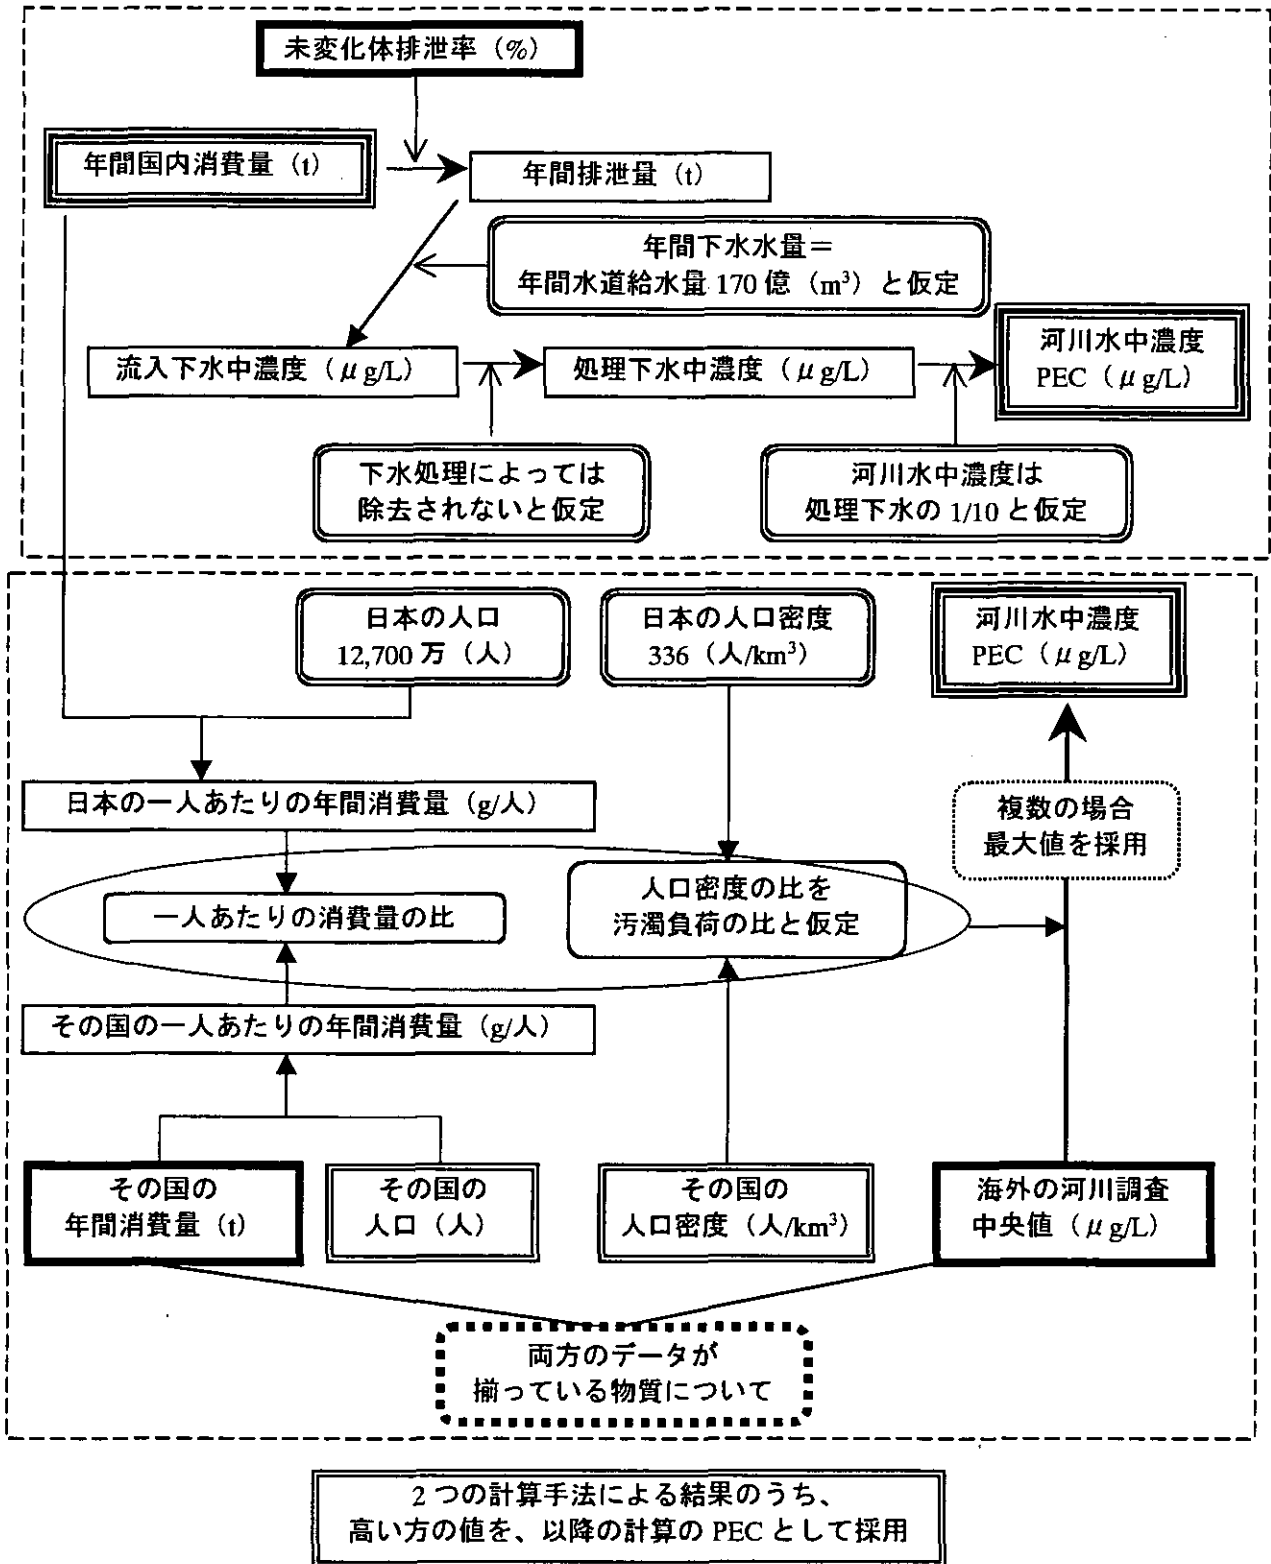 未変化体排泄率（%）
年間国内消費量（t）
年間排泄量（t）
年間下水水量＝
年間水道給水量 170 億（m³）と仮定
流入下水中濃度（μg/L）
処理下水中濃度（μg/L）
河川水中濃度
PEC（μg/L）
下水処理によっては
除去されないと仮定
河川水中濃度は
処理下水の 1/10 と仮定
日本の人口
12,700 万（人）
日本の人口密度
336（人/km³）
河川水中濃度
PEC（μg/L）
日本の一人あたりの年間消費量（g/人）
複数の場合
最大値を採用
一人あたりの消費量の比
人口密度の比を
汚濁負荷の比と仮定
その国の一人あたりの年間消費量（g/人）
その国の
年間消費量（t）
その国の
人口（人）
その国の
人口密度（人/km³）
海外の河川調査
中央値（μg/L）
両方のデータが
揃っている物質について
2 つの計算手法による結果のうち、
高い方の値を、以降の計算の PEC として採用